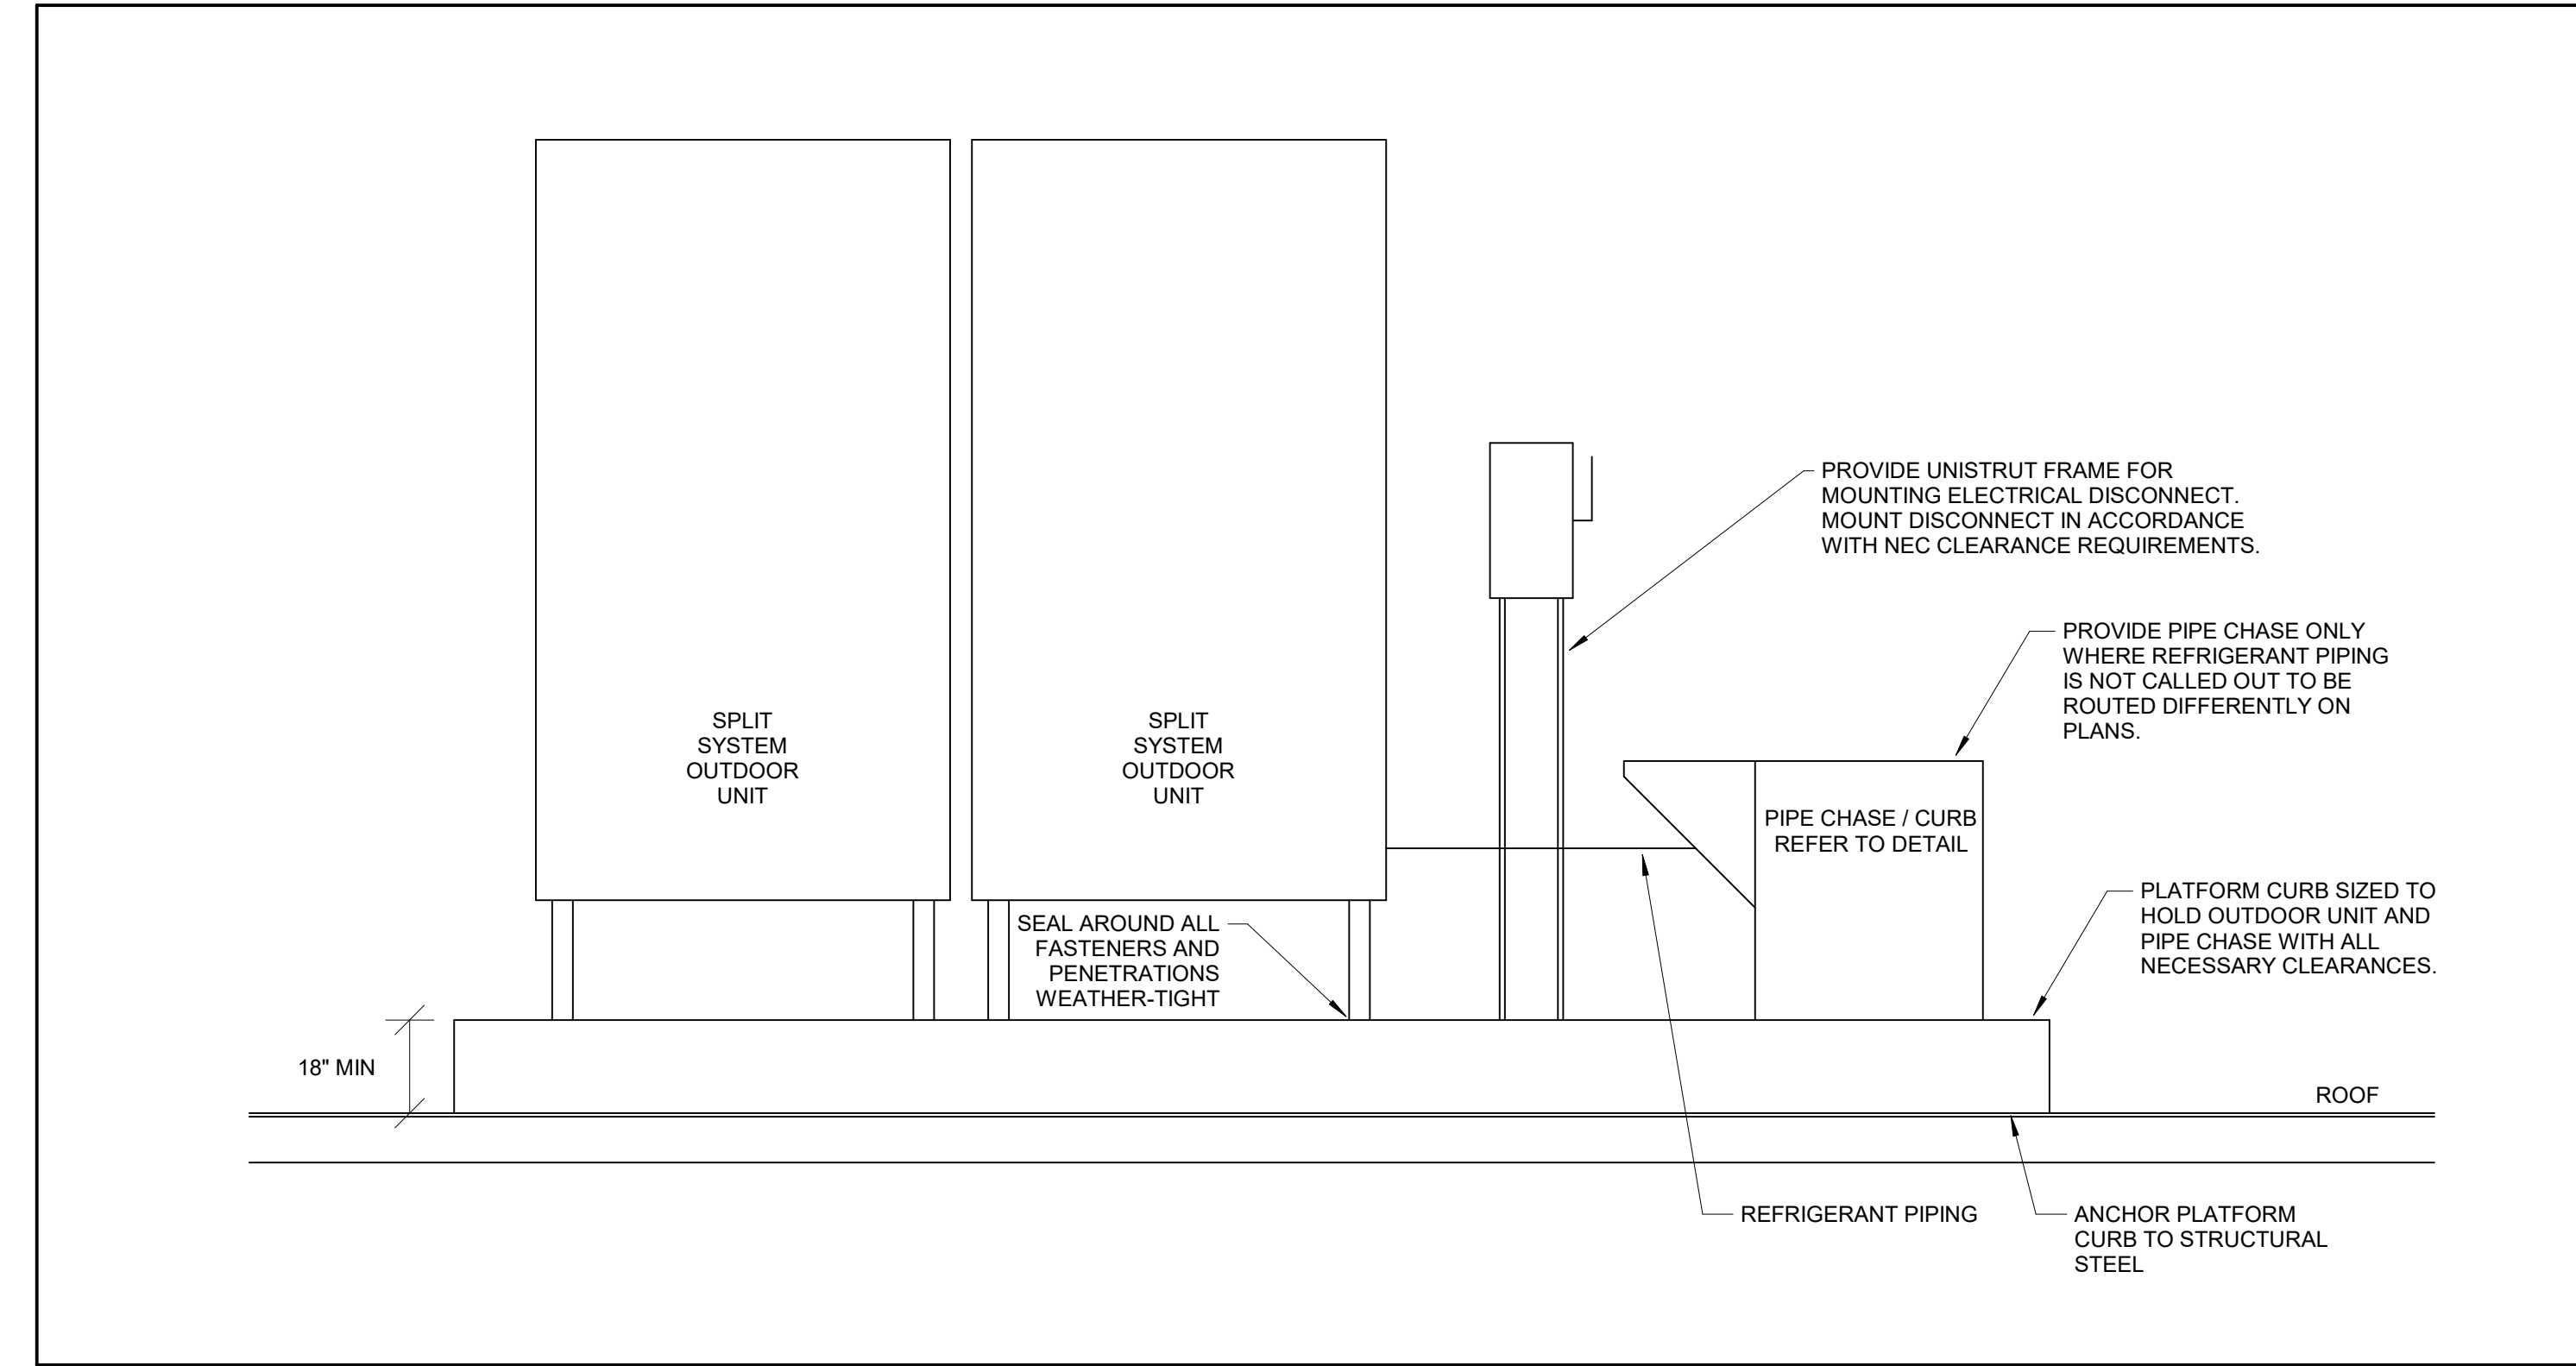 PROVIDE UNISTRUT FRAME FOR
MOUNTING ELECTRICAL DISCONNECT.
MOUNT DISCONNECT IN ACCORDANCE
WITH NEC CLEARANCE REQUIREMENTS.
PROVIDE PIPE CHASE ONLY
WHERE REFRIGERANT PIPING
IS NOT CALLED OUT TO BE
ROUTED DIFFERENTLY ON
PLANS.
SPLIT
SYSTEM
OUTDOOR
UNIT
SPLIT
SYSTEM
OUTDOOR
UNIT
PIPE CHASE / CURB
REFER TO DETAIL
PLATFORM CURB SIZED TO
HOLD OUTDOOR UNIT AND
PIPE CHASE WITH ALL
NECESSARY CLEARANCES.
SEAL AROUND ALL
FASTENERS AND
PENETRATIONS
WEATHER-TIGHT
18" MIN
ROOF
REFRIGERANT PIPING
ANCHOR PLATFORM
CURB TO STRUCTURAL
STEEL